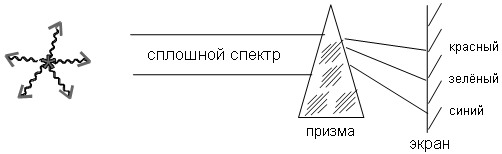 сплошной спектр
красный
зелёный
синий
призма
экран